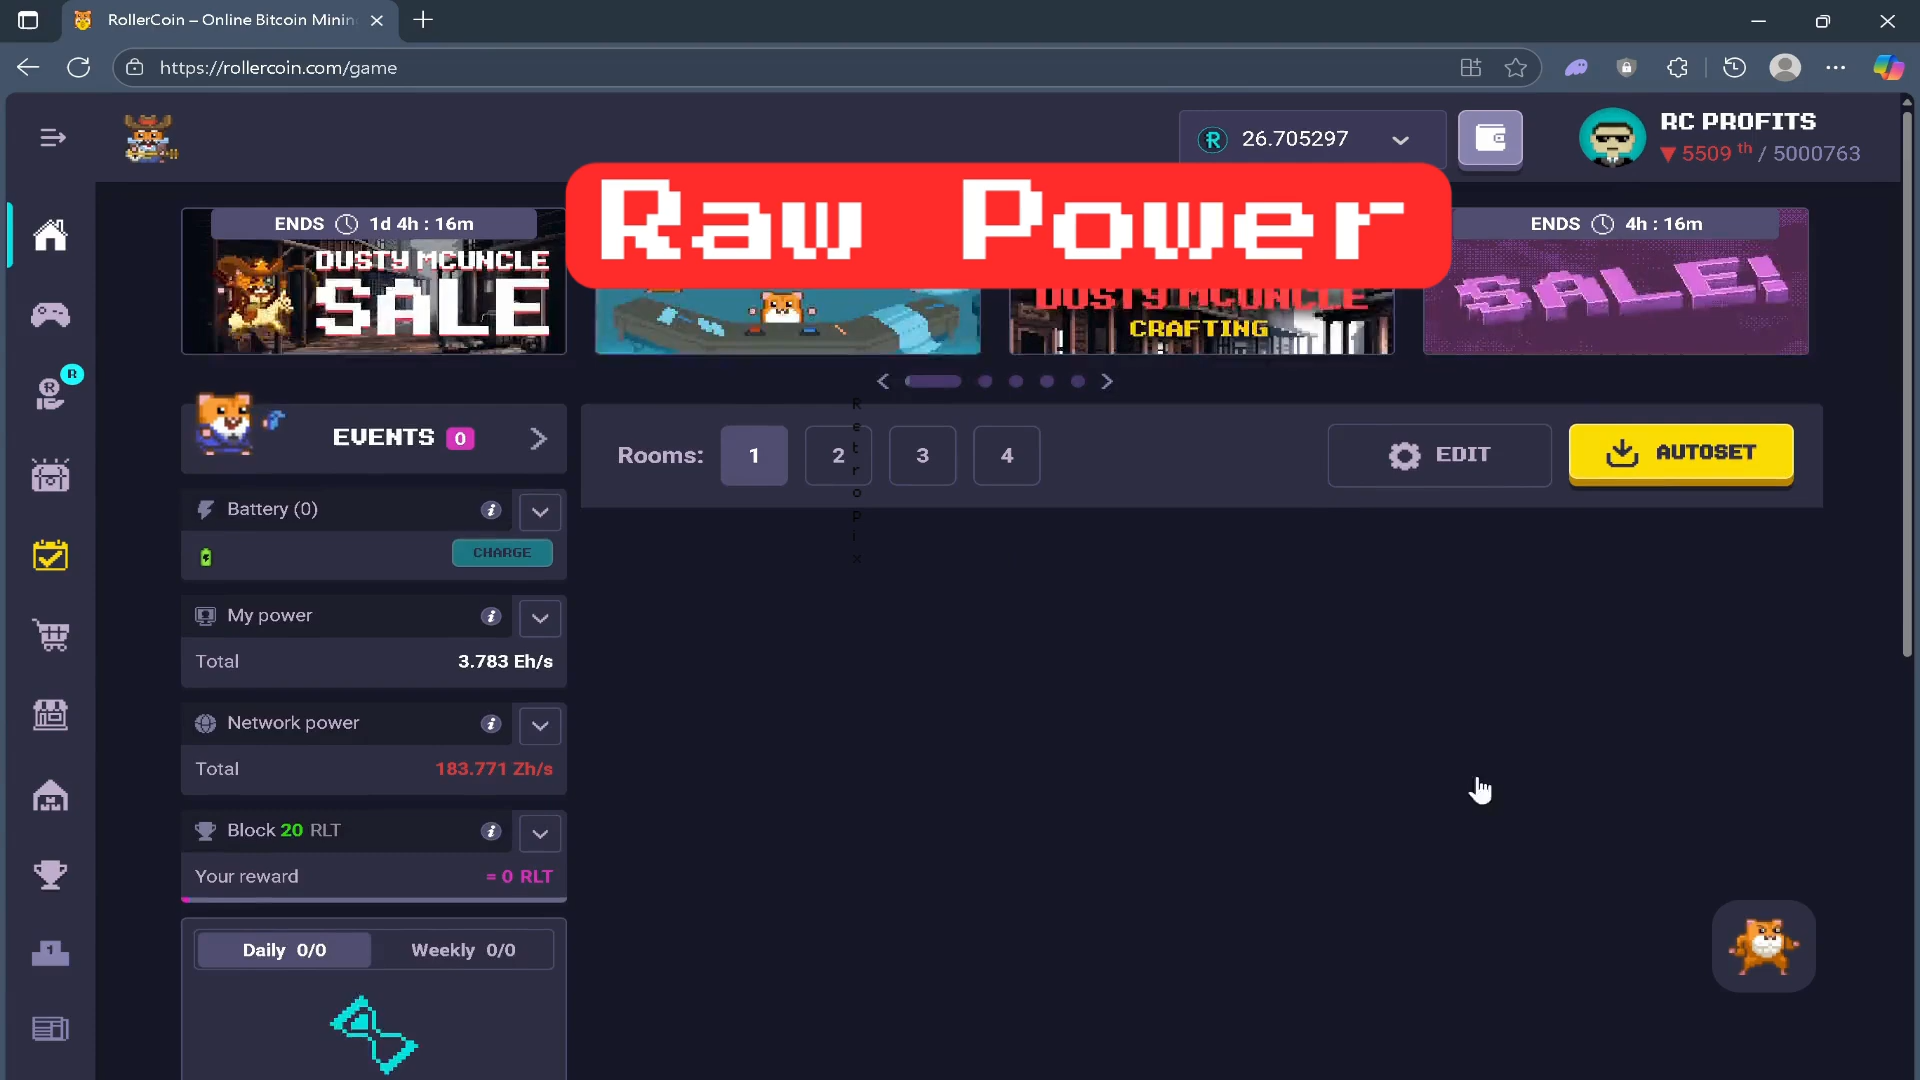 RollerCoin – Online Bitcoin Minin
https://rollercoin.com/game
26.705297
RC PROFITS
5509 th / 5000763
Raw Power
ENDS 1d 4h : 16m
DUSTY MCUNCLE
SALE
DUSTY MCUNCLE
CRAFTING
ENDS 4h : 16m
SALE!
EVENTS 0
Rooms: 1 2 3 4
EDIT
AUTOSET
RetroPix
Battery (0)
CHARGE
My power
Total 3.783 Eh/s
Network power
Total 183.771 Zh/s
Block 20 RLT
Your reward = 0 RLT
Daily 0/0 Weekly 0/0